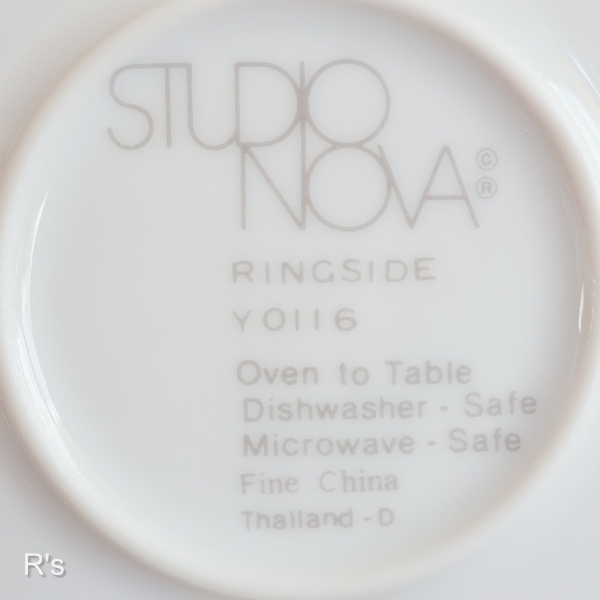 STUDIO
NOVA ©
®
RINGSIDE
Y0116
Oven to Table
Dishwasher - Safe
Microwave - Safe
Fine China
Thailand - D
R's